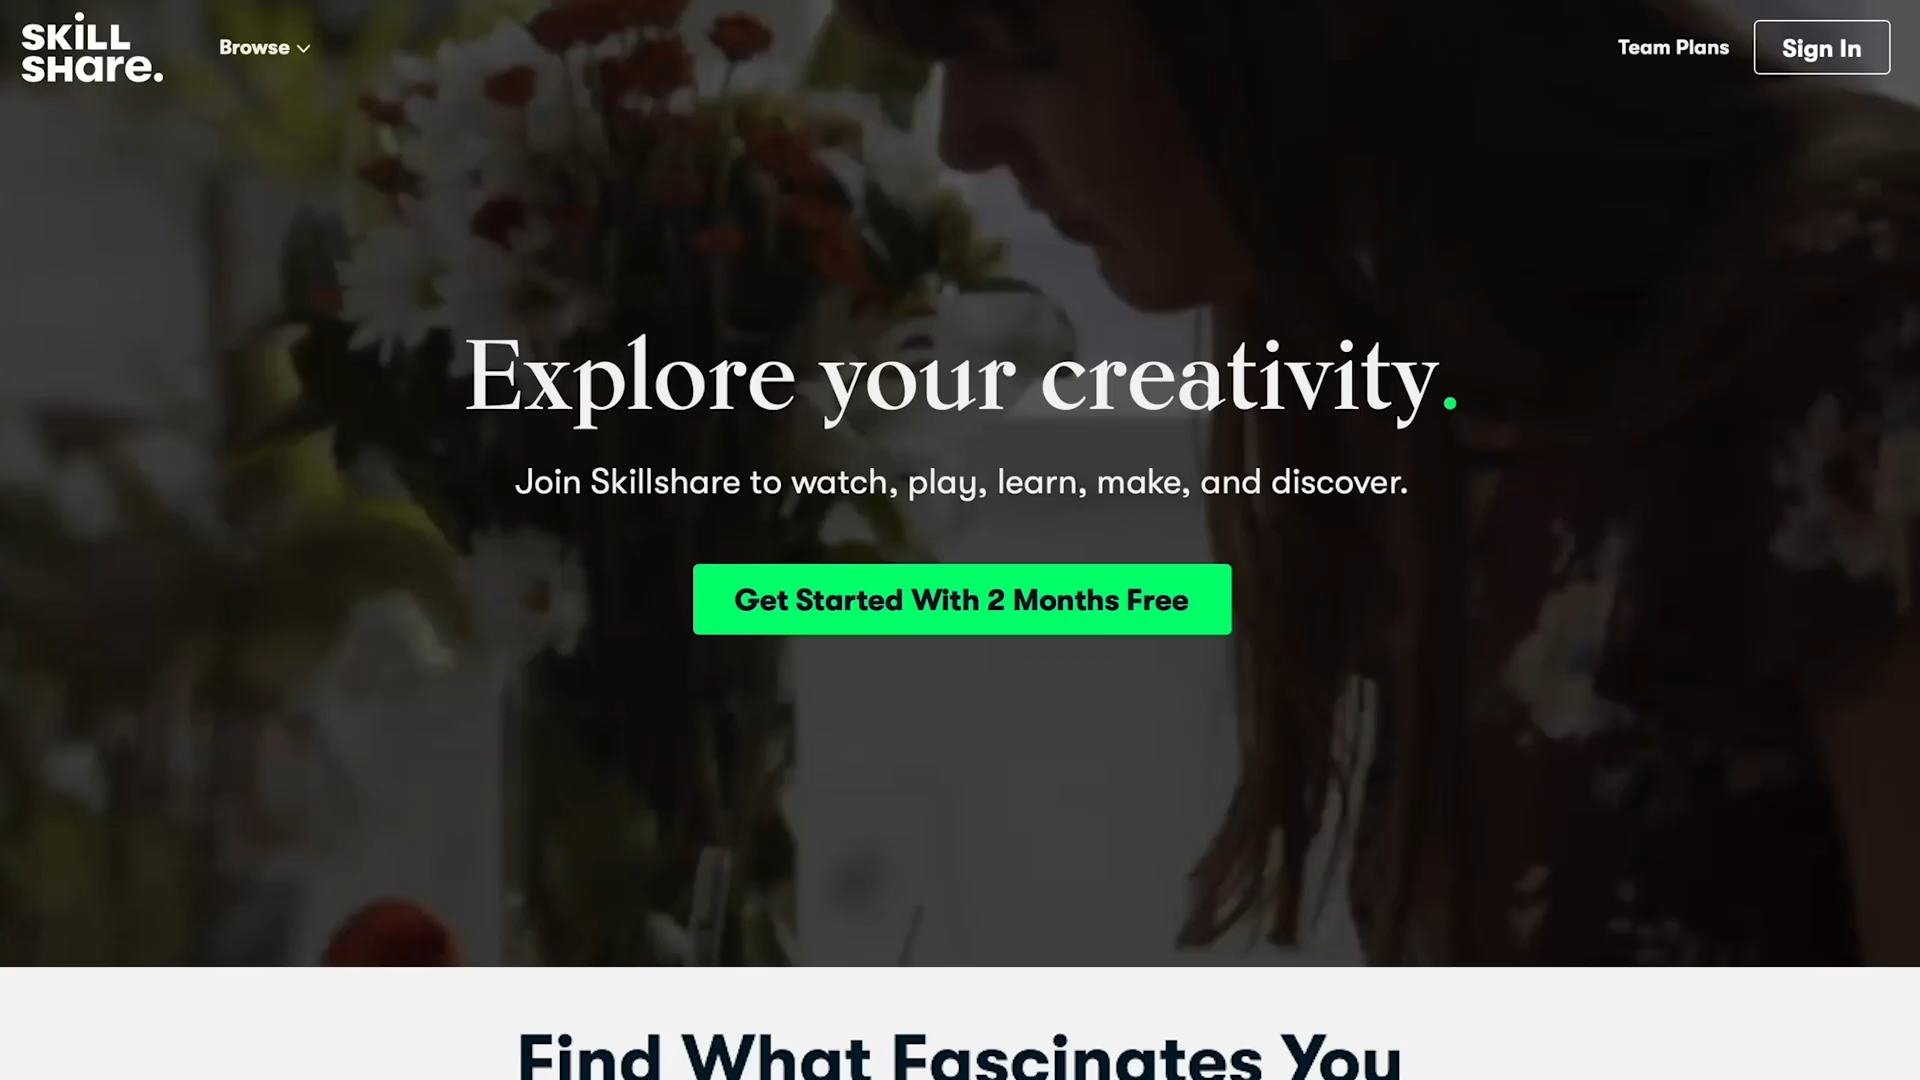 SKILL
SHare.
Browse
Team Plans
Sign In
Explore your creativity.
Join Skillshare to watch, play, learn, make, and discover.
Get Started With 2 Months Free
Find What Fascinates You